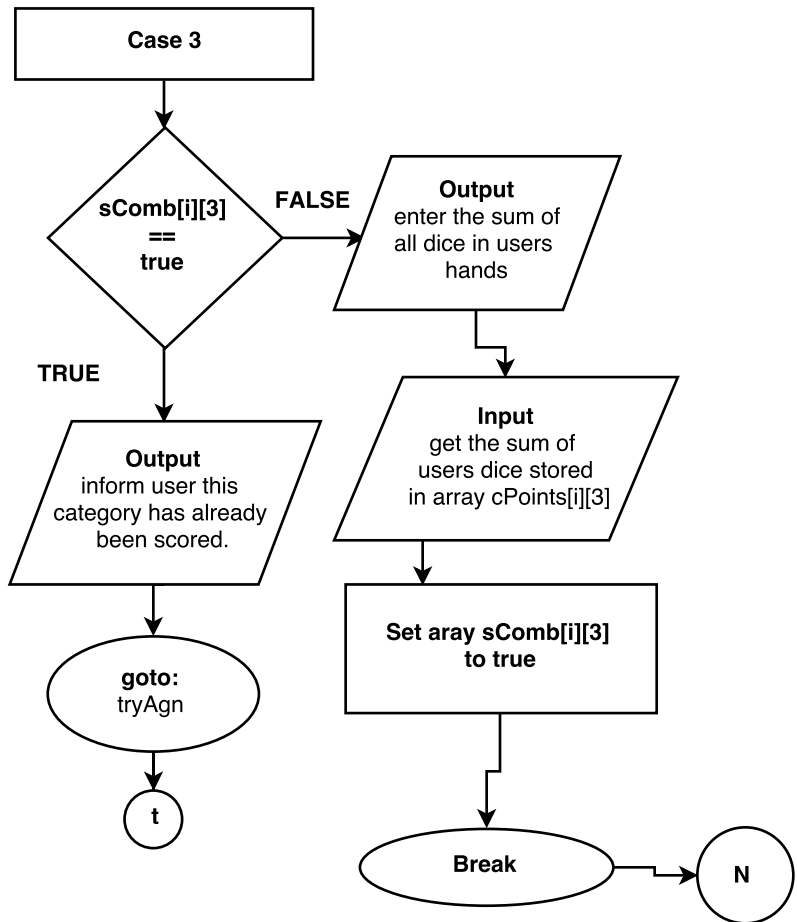 Case 3
sComb[i][3]
==
true
FALSE
Output
enter the sum of
all dice in users
hands
TRUE
Output
inform user this
category has already
been scored.
Input
get the sum of
users dice stored
in array cPoints[i][3]
Set aray sComb[i][3]
to true
goto:
tryAgn
t
Break
N